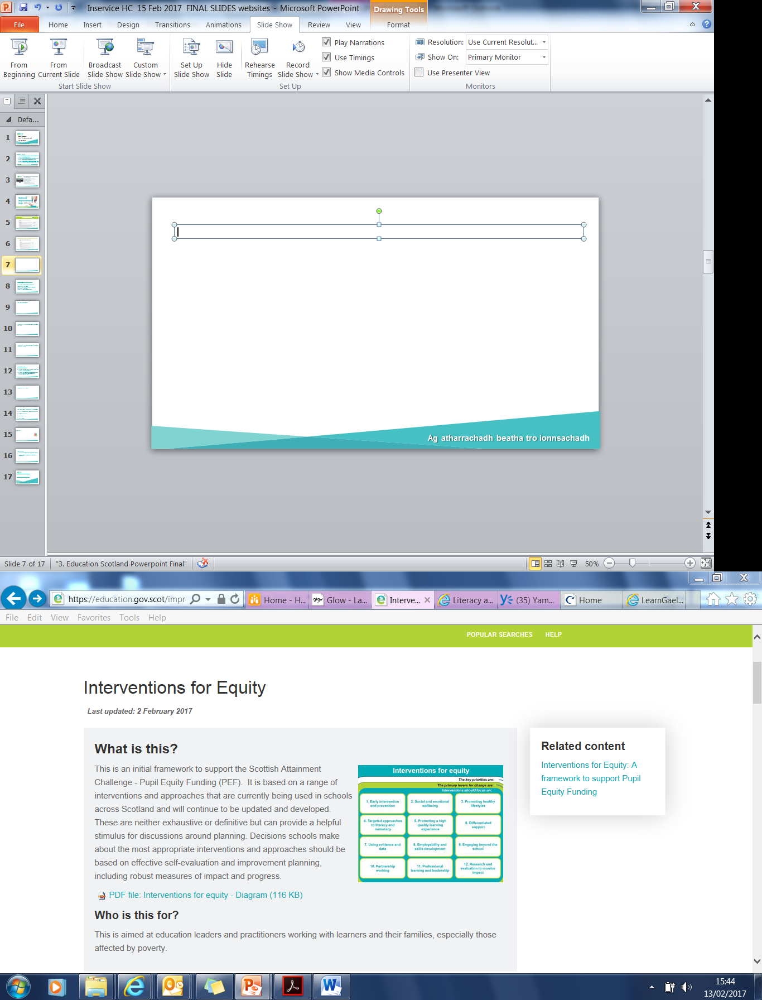 Inservice HC 15 Feb 2017 FINAL SLIDES websites - Microsoft PowerPoint
Drawing Tools
File Home Insert Design Transitions Animations Slide Show Review View Format
From Beginning
From Current Slide
Broadcast Slide Show
Custom Slide Show
Set Up Slide Show
Hide Slide
Rehearse Timings
Record Slide Show
Play Narrations
Use Timings
Show Media Controls
Resolution: Use Current Resolut...
Show On: Primary Monitor
Use Presenter View
Start Slide Show
Set Up
Monitors
Defa...
1
2
3
4
5
6
7
8
9
10
11
12
13
14
15
16
17
Ag atharrachadh beatha tro ionnsachadh
Slide 7 of 17
"3. Education Scotland Powerpoint Final"
50%
https://education.gov.scot/impr
Home - H...
glow
Glow - La...
Interve...
Literacy a...
(35) Yam...
Home
LearnGael...
File Edit View Favorites Tools Help
POPULAR SEARCHES HELP
Interventions for Equity
Last updated: 2 February 2017
What is this?
This is an initial framework to support the Scottish Attainment
Challenge - Pupil Equity Funding (PEF). It is based on a range of
interventions and approaches that are currently being used in schools
across Scotland and will continue to be updated and developed.
These are neither exhaustive or definitive but can provide a helpful
stimulus for discussions around planning. Decisions schools make
about the most appropriate interventions and approaches should be
based on effective self-evaluation and improvement planning,
including robust measures of impact and progress.
Interventions for equity
The key priorities are:
The primary levers for change are:
Interventions should focus on:
1. Early intervention and prevention
2. Social and emotional wellbeing
3. Promoting healthy lifestyles
4. Targeted approaches to literacy and numeracy
5. Promoting a high quality learning experience
6. Differentiated support
7. Using evidence and data
8. Employability and skills development
9. Engaging beyond the school
10. Partnership working
11. Professional learning and leadership
12. Research and evaluation to monitor impact
PDF file: Interventions for equity - Diagram (116 KB)
Who is this for?
This is aimed at education leaders and practitioners working with learners and their families, especially those
affected by poverty.
Related content
Interventions for Equity: A
framework to support Pupil
Equity Funding
15:44
13/02/2017